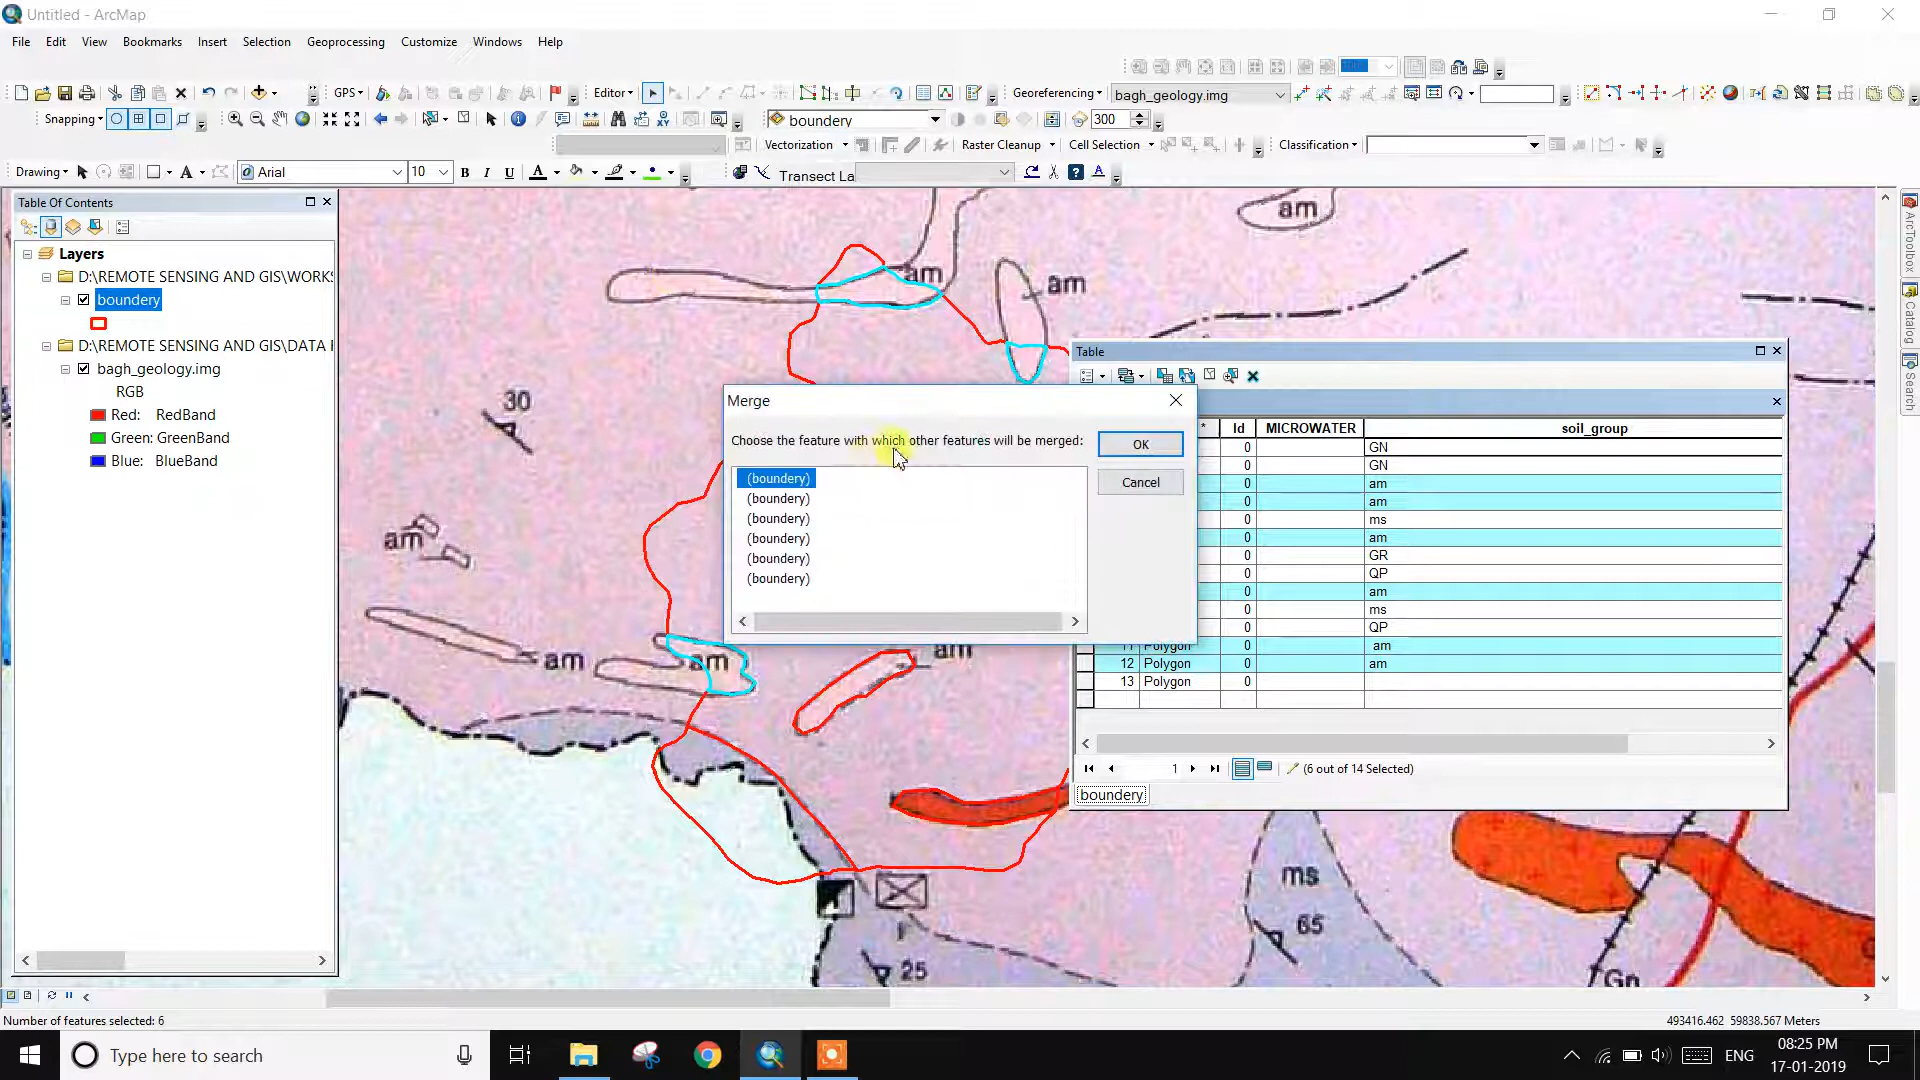 Untitled - ArcMap
File Edit View Bookmarks Insert Selection Geoprocessing Customize Windows Help
GPS Editor Georeferencing bagh_geology.img
Snapping boundery 300
Vectorization Raster Cleanup Cell Selection Classification
Drawing Arial 10 B I U A Transect La
Table Of Contents
Layers
D:\REMOTE SENSING AND GIS\WORKS
boundery
D:\REMOTE SENSING AND GIS\DATA
bagh_geology.img
RGB
Red: RedBand
Green: GreenBand
Blue: BlueBand
am
am
am
30
am
am
am
am
ms
65
25
Gn
Table
* Id MICROWATER soil_group
0 GN
0 GN
0 am
0 am
0 ms
0 am
0 GR
0 QP
0 am
0 ms
0 QP
11 Polygon 0 am
12 Polygon 0 am
13 Polygon 0
1 (6 out of 14 Selected)
boundery
Merge
Choose the feature with which other features will be merged:
OK
Cancel
(boundery)
(boundery)
(boundery)
(boundery)
(boundery)
(boundery)
ArcToolbox
Catalog
Search
Number of features selected: 6
493416.462 59838.567 Meters
Type here to search
ENG
08:25 PM
17-01-2019